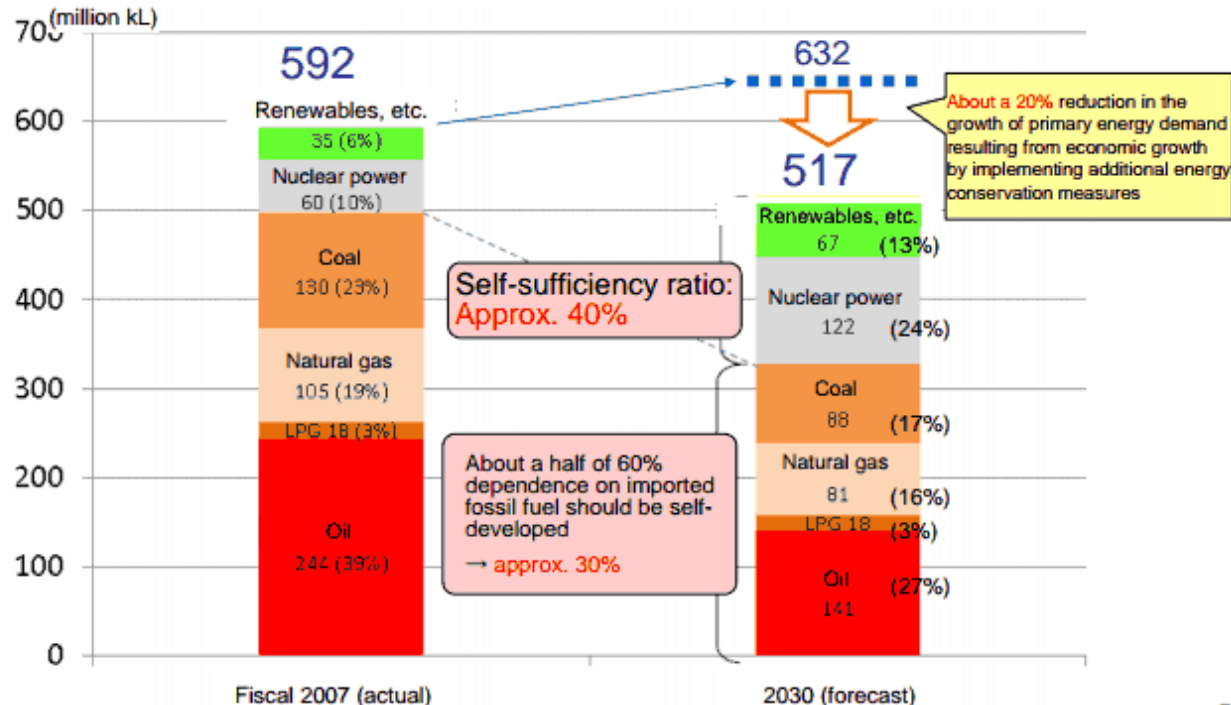 (million kL)
700
600
500
400
300
200
100
0
592
Renewables, etc.
35 (6%)
Nuclear power
60 (10%)
Coal
130 (23%)
Natural gas
105 (19%)
LPG 18 (3%)
Oil
244 (39%)
Fiscal 2007 (actual)
Self-sufficiency ratio:
Approx. 40%
About a half of 60%
dependence on imported
fossil fuel should be self-
developed
→ approx. 30%
632
517
Renewables, etc.
67 (13%)
Nuclear power
122 (24%)
Coal
88 (17%)
Natural gas
81 (16%)
LPG 18 (3%)
Oil (27%)
141
2030 (forecast)
About a 20% reduction in the
growth of primary energy demand
resulting from economic growth
by implementing additional energy
conservation measures